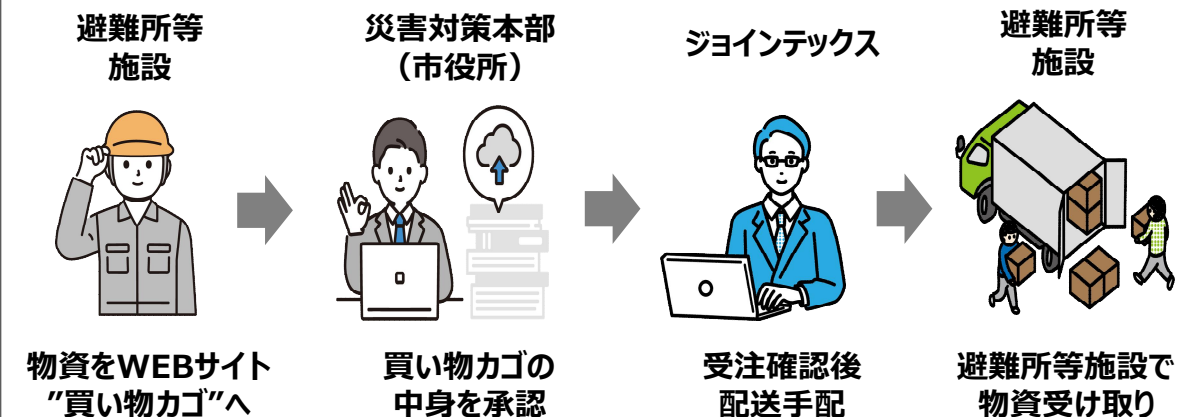 避難所等
施設
災害対策本部
（市役所）
ジョインテックス
避難所等
施設
物資をWEBサイト
”買い物カゴ”へ
買い物カゴの
中身を承認
受注確認後
配送手配
避難所等施設で
物資受け取り